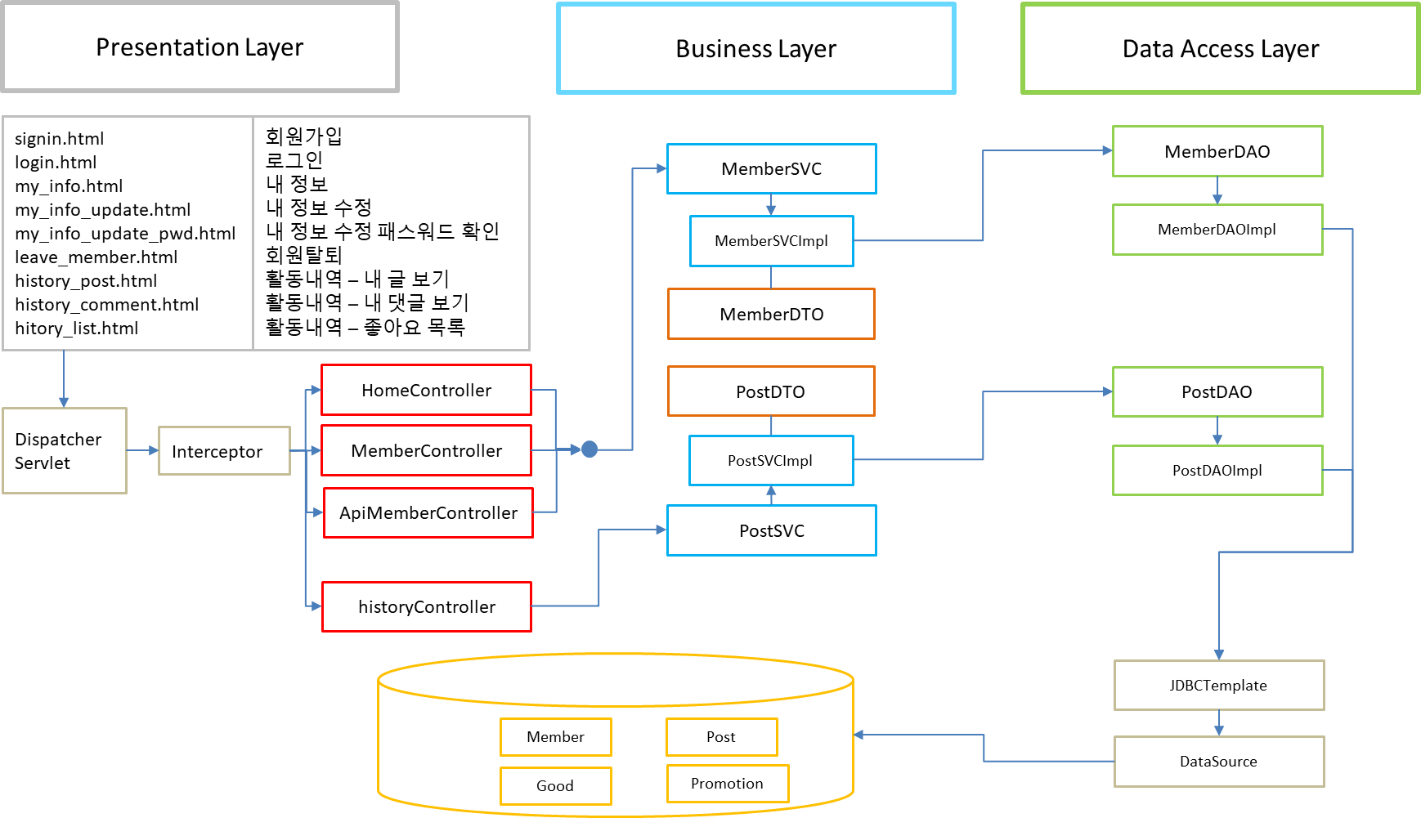 Presentation Layer
Business Layer
Data Access Layer
signin.html 회원가입
login.html 로그인
my_info.html 내 정보
my_info_update.html 내 정보 수정
my_info_update_pwd.html 내 정보 수정 패스워드 확인
leave_member.html 회원탈퇴
history_post.html 활동내역 – 내 글 보기
history_comment.html 활동내역 – 내 댓글 보기
hitory_list.html 활동내역 – 좋아요 목록
Dispatcher
Servlet
Interceptor
HomeController
MemberController
ApiMemberController
historyController
MemberSVC
MemberSVCImpl
MemberDTO
PostDTO
PostSVCImpl
PostSVC
MemberDAO
MemberDAOImpl
PostDAO
PostDAOImpl
JDBCTemplate
DataSource
Member
Post
Good
Promotion